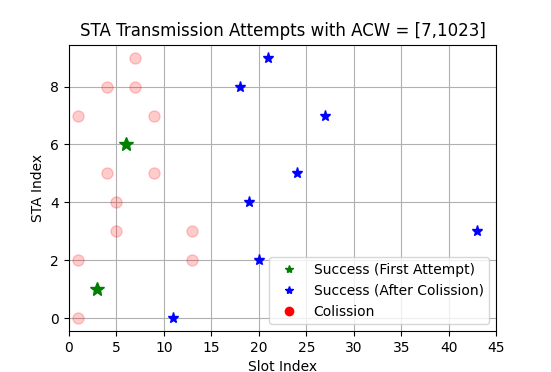 STA Transmission Attempts with ACW = [7,1023]
STA Index
8
6
4
2
0
Success (First Attempt)
Success (After Colission)
Colission
0 5 10 15 20 25 30 35 40 45
Slot Index